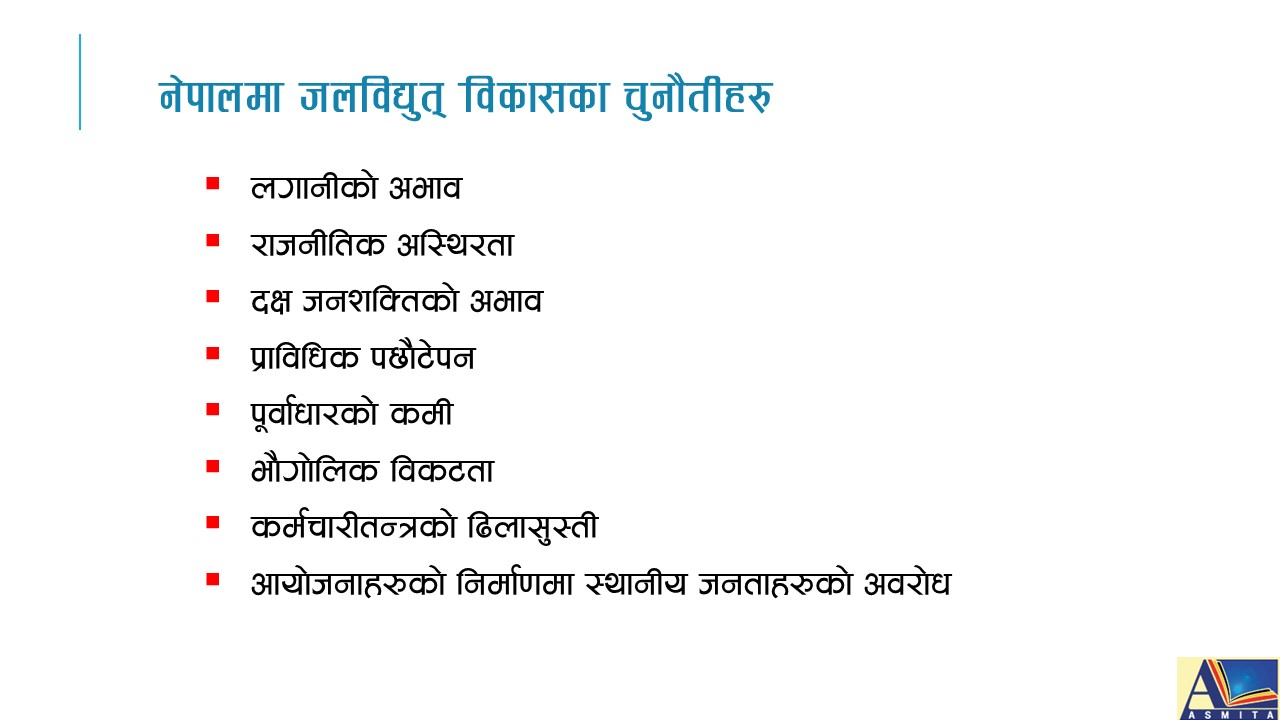 नेपालमा जलविद्युत् विकासका चुनौतीहरु
▪ लगानीको अभाव
▪ राजनीतिक अस्थिरता
▪ दक्ष जनशक्तिको अभाव
▪ प्राविधिक पछौटेपन
▪ पूर्वाधारको कमी
▪ भौगोलिक विकटता
▪ कर्मचारीतन्त्रको ढिलासुस्ती
▪ आयोजनाहरुको निर्माणमा स्थानीय जनताहरुको अवरोध
ASMITA